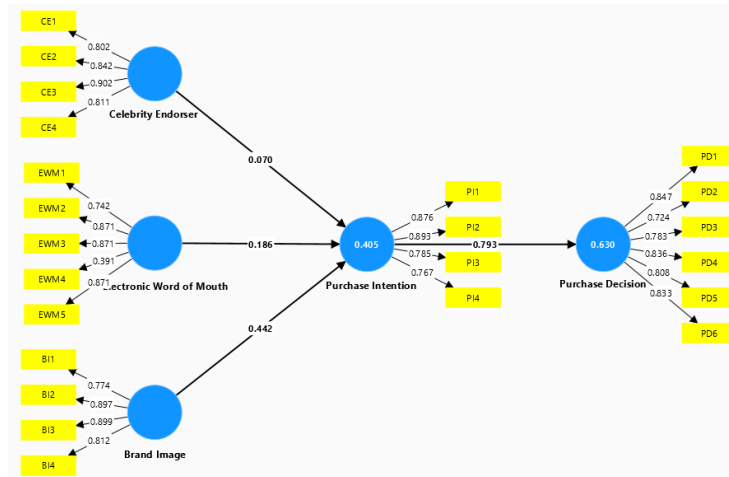 CE1
0.802
CE2
0.842
0.902
CE3
0.811
CE4
Celebrity Endorser
0.070
EWM1
0.742
EWM2
0.871
EWM3
0.871
EWM4
0.391
0.871
EWM5
lectronic Word of Mouth
0.186
BI1
0.774
BI2
0.897
0.899
BI3
0.812
BI4
Brand Image
0.442
0.405
Purchase Intention
PI1
0.876
PI2
0.893
0.785
PI3
0.767
PI4
0.793
0.630
Purchase Decision
PD1
0.847
PD2
0.724
PD3
0.783
0.836
PD4
0.808
PD5
0.833
PD6